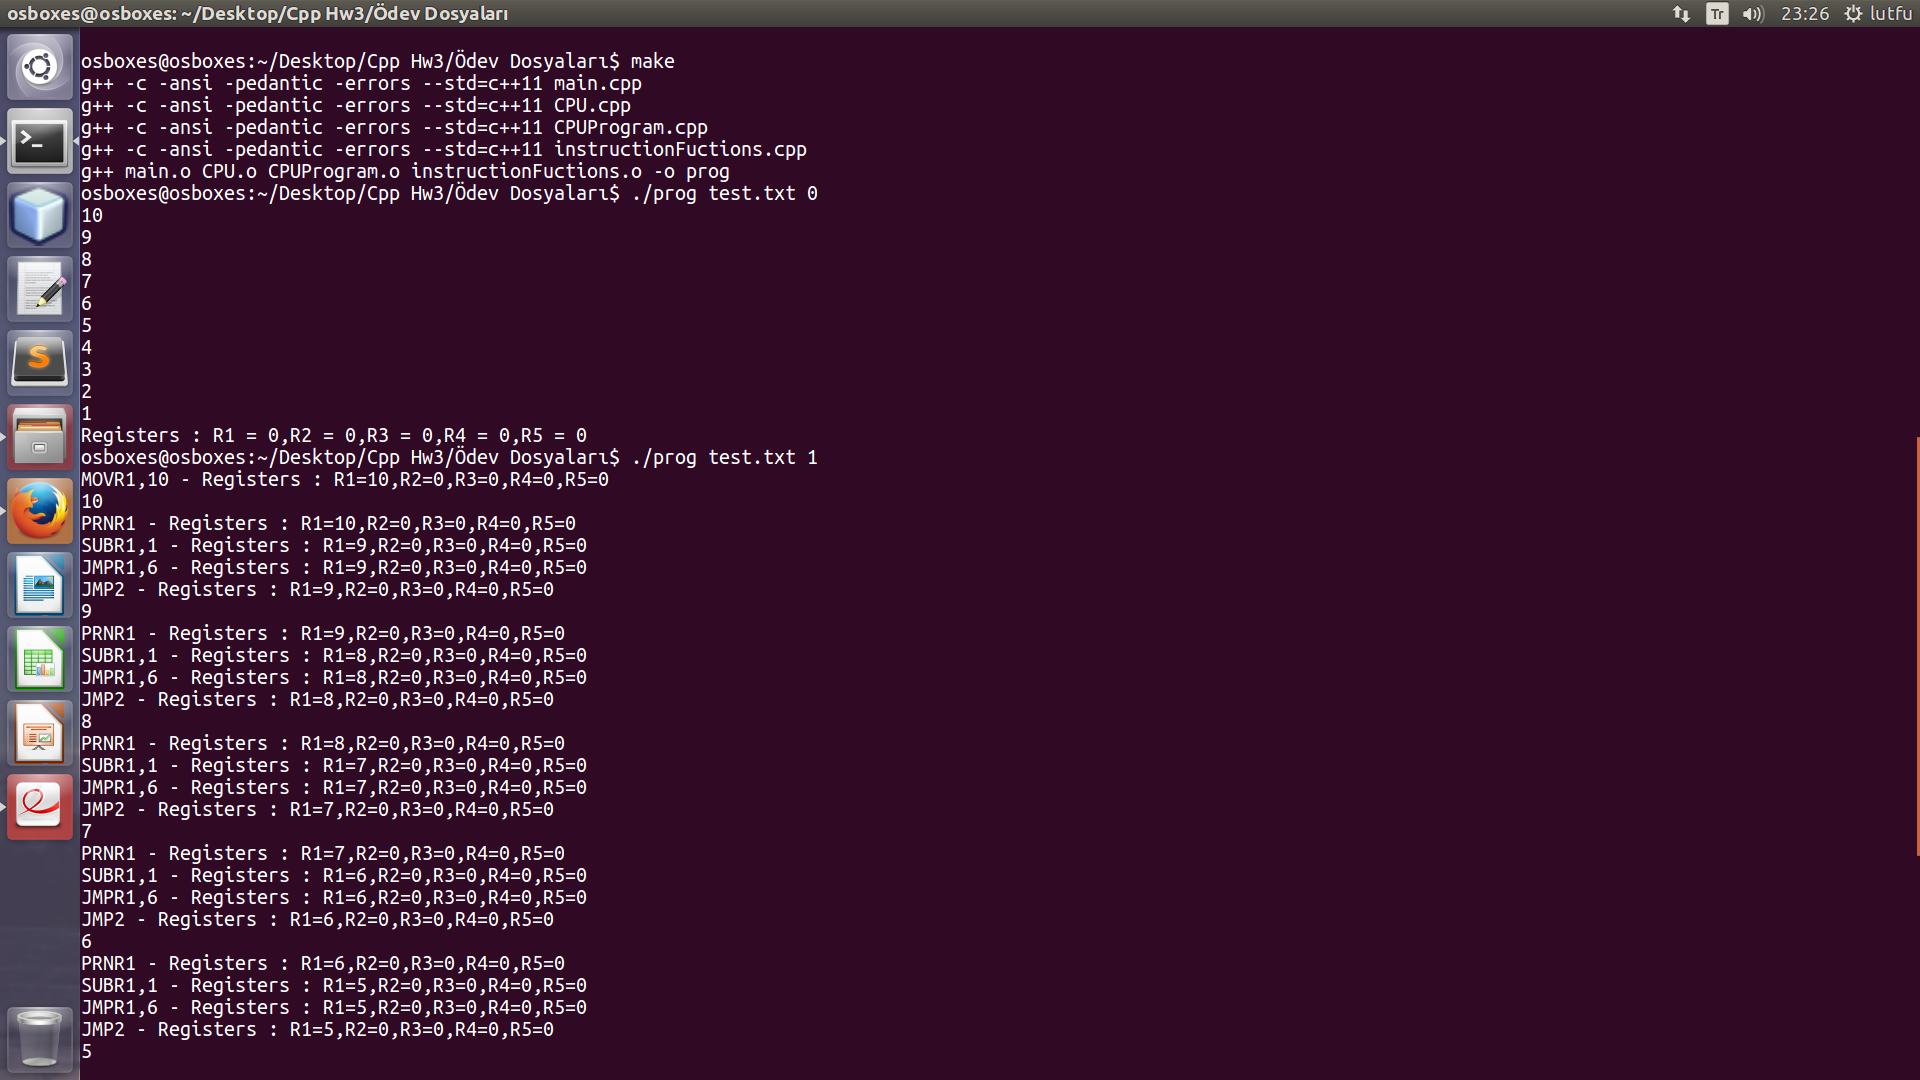 osboxes@osboxes: ~/Desktop/Cpp Hw3/Ödev Dosyaları
Tr
23:26
lutfu
osboxes@osboxes:~/Desktop/Cpp Hw3/Ödev Dosyaları$ make
g++ -c -ansi -pedantic -errors --std=c++11 main.cpp
g++ -c -ansi -pedantic -errors --std=c++11 CPU.cpp
g++ -c -ansi -pedantic -errors --std=c++11 CPUProgram.cpp
g++ -c -ansi -pedantic -errors --std=c++11 instructionFuctions.cpp
g++ main.o CPU.o CPUProgram.o instructionFuctions.o -o prog
osboxes@osboxes:~/Desktop/Cpp Hw3/Ödev Dosyaları$ ./prog test.txt 0
10
9
8
7
6
5
4
3
2
1
Registers : R1 = 0,R2 = 0,R3 = 0,R4 = 0,R5 = 0
osboxes@osboxes:~/Desktop/Cpp Hw3/Ödev Dosyaları$ ./prog test.txt 1
MOVR1,10 - Registers : R1=10,R2=0,R3=0,R4=0,R5=0
10
PRNR1 - Registers : R1=10,R2=0,R3=0,R4=0,R5=0
SUBR1,1 - Registers : R1=9,R2=0,R3=0,R4=0,R5=0
JMPR1,6 - Registers : R1=9,R2=0,R3=0,R4=0,R5=0
JMP2 - Registers : R1=9,R2=0,R3=0,R4=0,R5=0
9
PRNR1 - Registers : R1=9,R2=0,R3=0,R4=0,R5=0
SUBR1,1 - Registers : R1=8,R2=0,R3=0,R4=0,R5=0
JMPR1,6 - Registers : R1=8,R2=0,R3=0,R4=0,R5=0
JMP2 - Registers : R1=8,R2=0,R3=0,R4=0,R5=0
8
PRNR1 - Registers : R1=8,R2=0,R3=0,R4=0,R5=0
SUBR1,1 - Registers : R1=7,R2=0,R3=0,R4=0,R5=0
JMPR1,6 - Registers : R1=7,R2=0,R3=0,R4=0,R5=0
JMP2 - Registers : R1=7,R2=0,R3=0,R4=0,R5=0
7
PRNR1 - Registers : R1=7,R2=0,R3=0,R4=0,R5=0
SUBR1,1 - Registers : R1=6,R2=0,R3=0,R4=0,R5=0
JMPR1,6 - Registers : R1=6,R2=0,R3=0,R4=0,R5=0
JMP2 - Registers : R1=6,R2=0,R3=0,R4=0,R5=0
6
PRNR1 - Registers : R1=6,R2=0,R3=0,R4=0,R5=0
SUBR1,1 - Registers : R1=5,R2=0,R3=0,R4=0,R5=0
JMPR1,6 - Registers : R1=5,R2=0,R3=0,R4=0,R5=0
JMP2 - Registers : R1=5,R2=0,R3=0,R4=0,R5=0
5